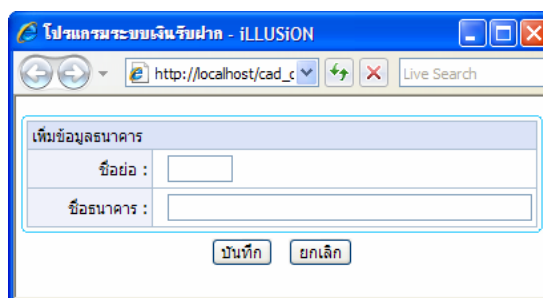 โปรแกรมระบบเงินรับฝาก - iLLUSiON
http://localhost/cad_c
Live Search
เพิ่มข้อมูลธนาคาร
ชื่อย่อ :
ชื่อธนาคาร :
บันทึก ยกเลิก